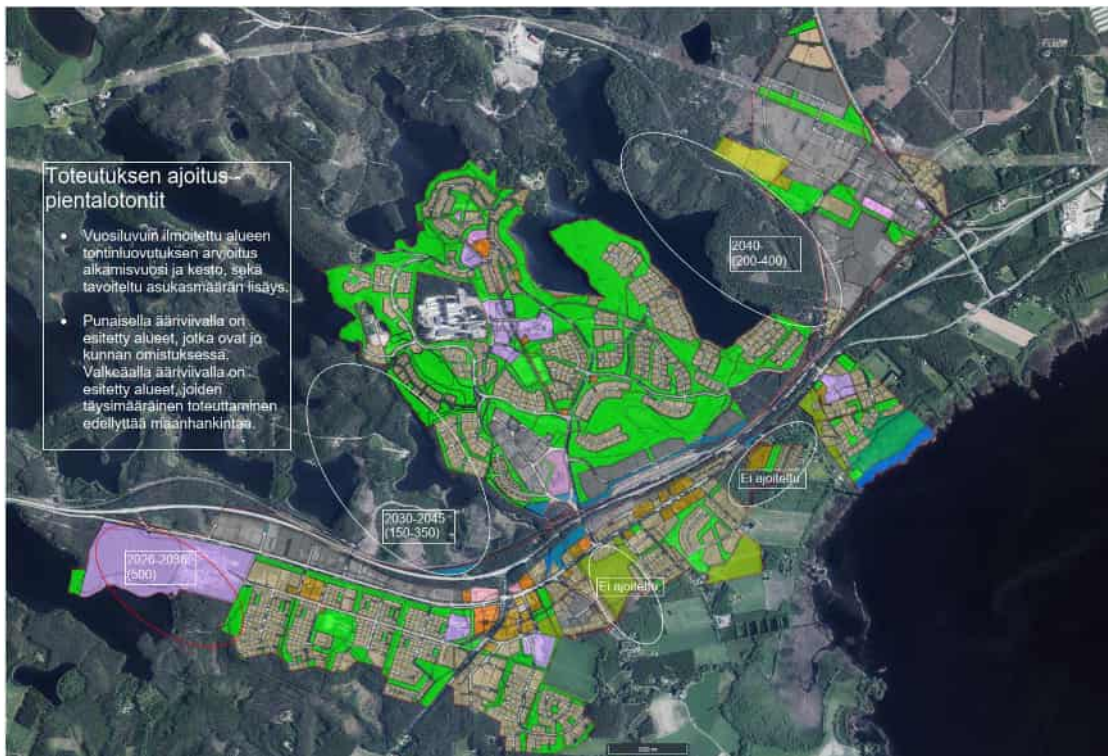 Toteutuksen ajoitus -
pientalotontit
• Vuosiluvuin ilmoitettu alueen
tontinluovutuksen arvioitus
alkamisvuosi ja kesto, sekä
tavoiteltu asukasmäärän lisäys.
• Punaisella ääriviivalla on
esitetty alueet, jotka ovat jo
kunnan omistuksessa.
Valkealla ääriviivalla on
esitetty alueet, joiden
täysimääräinen toteuttaminen
edellyttää maanhankintaa.
2040
(200-400)
Ei ajoitettu
2030-2045
(150-350)
2026-2036
(500)
Ei ajoitettu